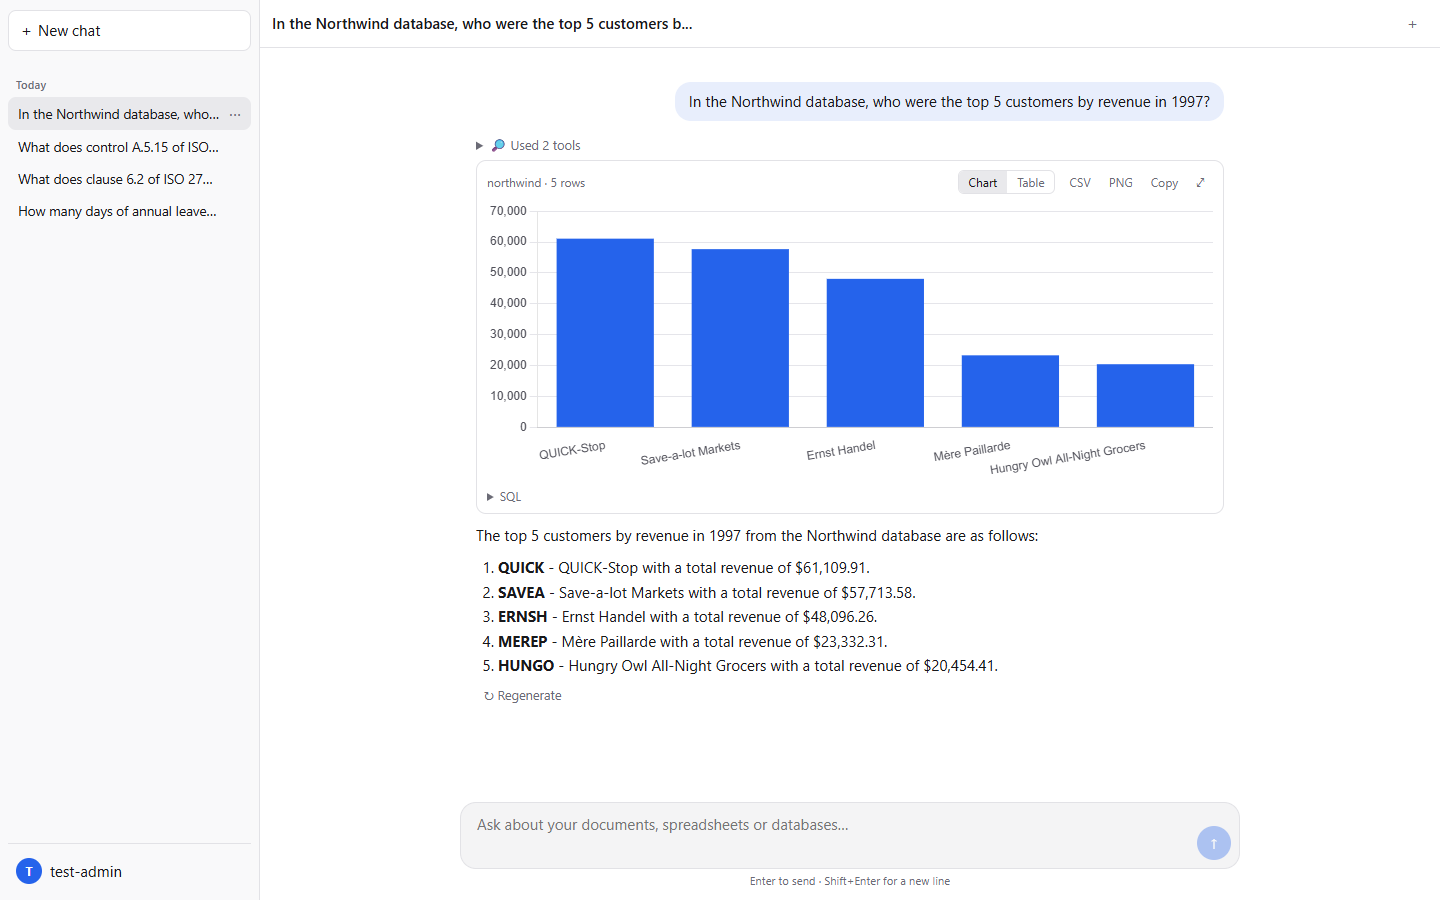 + New chat
Today
In the Northwind database, who... ...
What does control A.5.15 of ISO...
What does clause 6.2 of ISO 27...
How many days of annual leave...
T test-admin
In the Northwind database, who were the top 5 customers b... +
In the Northwind database, who were the top 5 customers by revenue in 1997?
▶ 🔎 Used 2 tools
northwind · 5 rows Chart Table CSV PNG Copy ⤢
70,000
60,000
50,000
40,000
30,000
20,000
10,000
0
QUICK-Stop Save-a-lot Markets Ernst Handel Mère Paillarde Hungry Owl All-Night Grocers
▶ SQL
The top 5 customers by revenue in 1997 from the Northwind database are as follows:
1. QUICK - QUICK-Stop with a total revenue of $61,109.91.
2. SAVEA - Save-a-lot Markets with a total revenue of $57,713.58.
3. ERNSH - Ernst Handel with a total revenue of $48,096.26.
4. MEREP - Mère Paillarde with a total revenue of $23,332.31.
5. HUNGO - Hungry Owl All-Night Grocers with a total revenue of $20,454.41.
↻ Regenerate
Ask about your documents, spreadsheets or databases...
↑
Enter to send · Shift+Enter for a new line